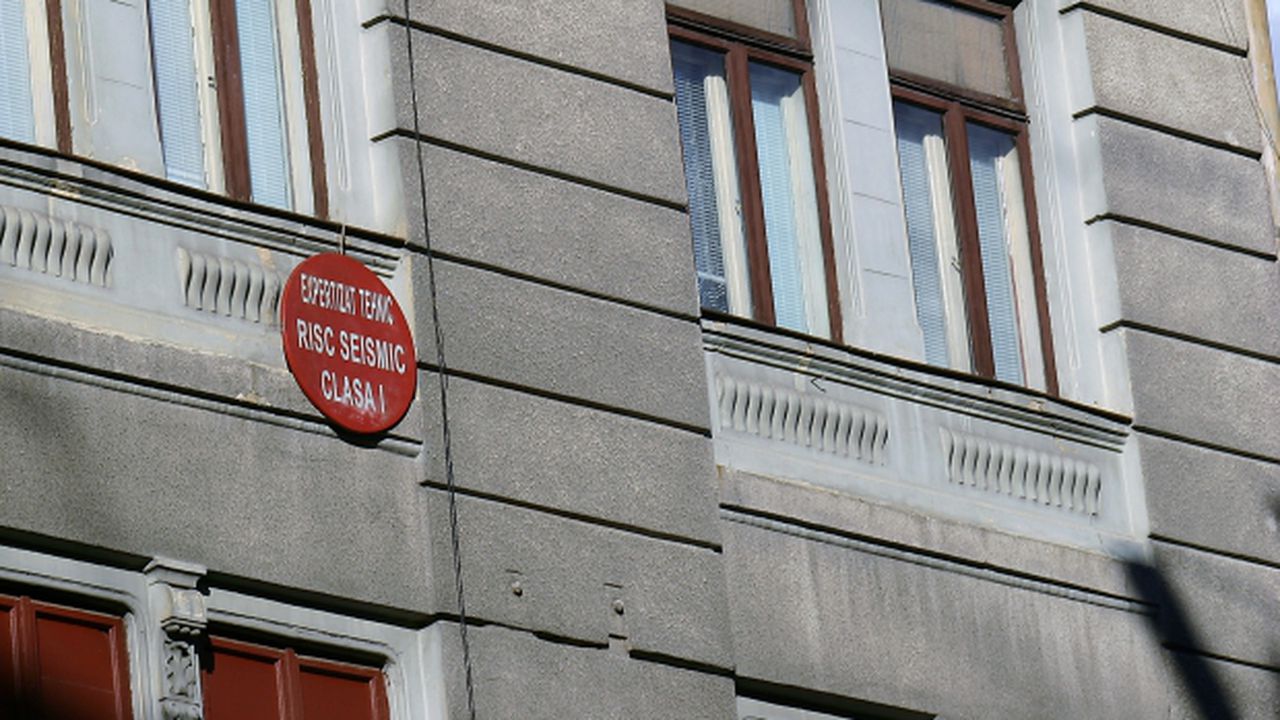 EXPERTIZAT TEHNIC
RISC SEISMIC
CLASA I